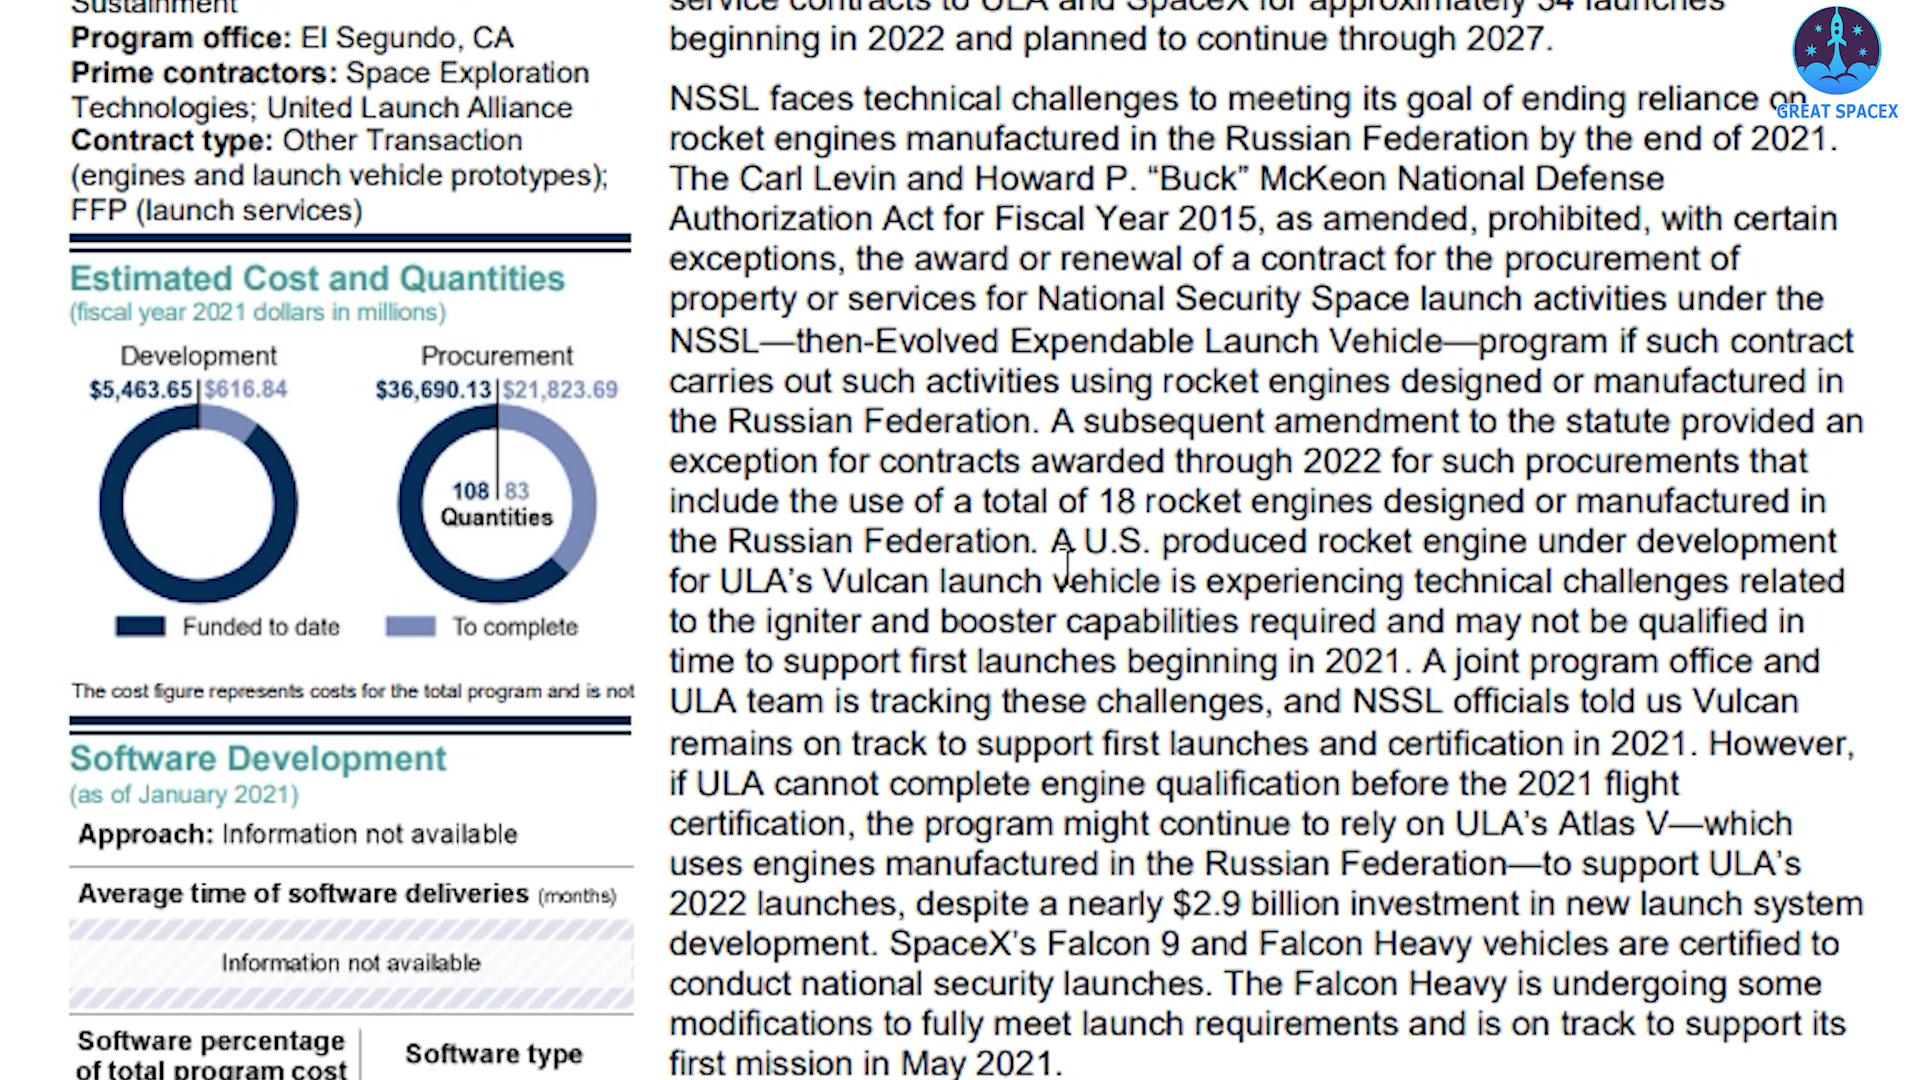 Sustainment
Program office: El Segundo, CA
Prime contractors: Space Exploration
Technologies; United Launch Alliance
Contract type: Other Transaction
(engines and launch vehicle prototypes);
FFP (launch services)
Estimated Cost and Quantities
(fiscal year 2021 dollars in millions)
Development
$5,463.65 $616.84
Procurement
$36,690.13 $21,823.69
108 83
Quantities
Funded to date
To complete
The cost figure represents costs for the total program and is not
Software Development
(as of January 2021)
Approach: Information not available
Average time of software deliveries (months)
Information not available
Software percentage
of total program cost
Software type
service contracts to ULA and SpaceX for approximately 34 launches
beginning in 2022 and planned to continue through 2027.
NSSL faces technical challenges to meeting its goal of ending reliance on
rocket engines manufactured in the Russian Federation by the end of 2021.
The Carl Levin and Howard P. “Buck” McKeon National Defense
Authorization Act for Fiscal Year 2015, as amended, prohibited, with certain
exceptions, the award or renewal of a contract for the procurement of
property or services for National Security Space launch activities under the
NSSL—then-Evolved Expendable Launch Vehicle—program if such contract
carries out such activities using rocket engines designed or manufactured in
the Russian Federation. A subsequent amendment to the statute provided an
exception for contracts awarded through 2022 for such procurements that
include the use of a total of 18 rocket engines designed or manufactured in
the Russian Federation. A U.S. produced rocket engine under development
for ULA’s Vulcan launch vehicle is experiencing technical challenges related
to the igniter and booster capabilities required and may not be qualified in
time to support first launches beginning in 2021. A joint program office and
ULA team is tracking these challenges, and NSSL officials told us Vulcan
remains on track to support first launches and certification in 2021. However,
if ULA cannot complete engine qualification before the 2021 flight
certification, the program might continue to rely on ULA’s Atlas V—which
uses engines manufactured in the Russian Federation—to support ULA’s
2022 launches, despite a nearly $2.9 billion investment in new launch system
development. SpaceX’s Falcon 9 and Falcon Heavy vehicles are certified to
conduct national security launches. The Falcon Heavy is undergoing some
modifications to fully meet launch requirements and is on track to support its
first mission in May 2021.
GREAT SPACEX